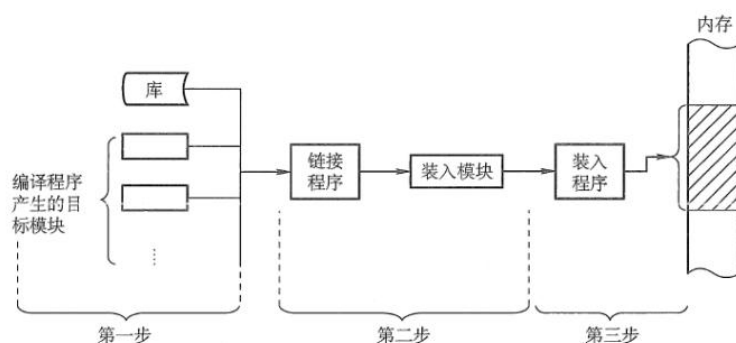 内存
库
编译程序
产生的目
标模块
链接
程序
装入模块
装入
程序
第一步
第二步
第三步